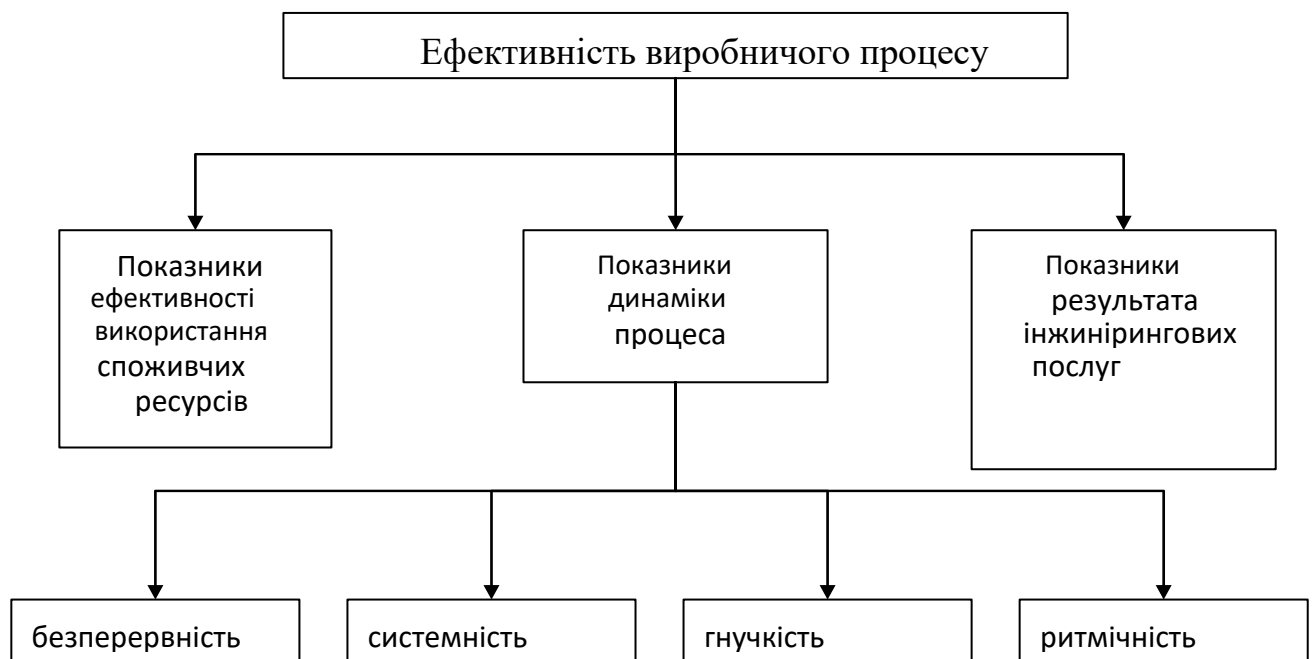 Ефективність виробничого процесу
Показники
ефективності
використання
споживчих
ресурсів
Показники
динаміки
процеса
Показники
результата
інжинірингових
послуг
безперервність
системність
гнучкість
ритмічність